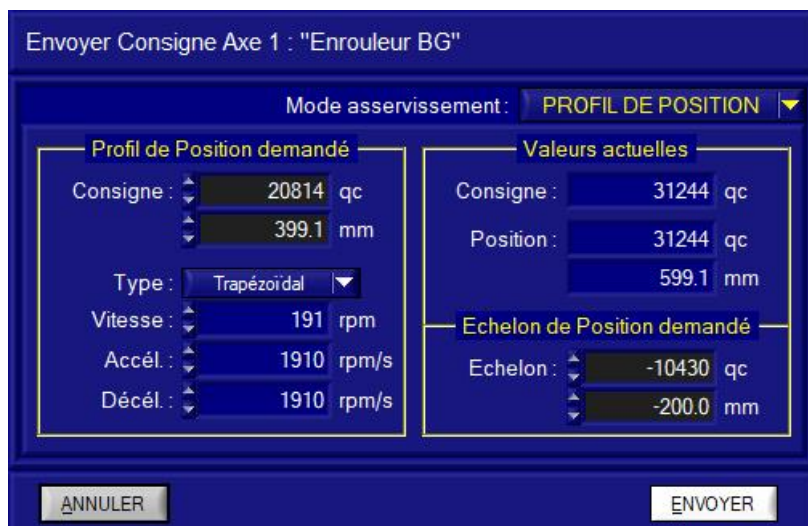 Envoyer Consigne Axe 1 : "Enrouleur BG"
Mode asservissement : PROFIL DE POSITION
Profil de Position demandé
Consigne : 20814 qc
399.1 mm
Type : Trapézoïdal
Vitesse : 191 rpm
Accél. : 1910 rpm/s
Décél. : 1910 rpm/s
Valeurs actuelles
Consigne : 31244 qc
Position : 31244 qc
599.1 mm
Echelon de Position demandé
Echelon : -10430 qc
-200.0 mm
ANNULER
ENVOYER